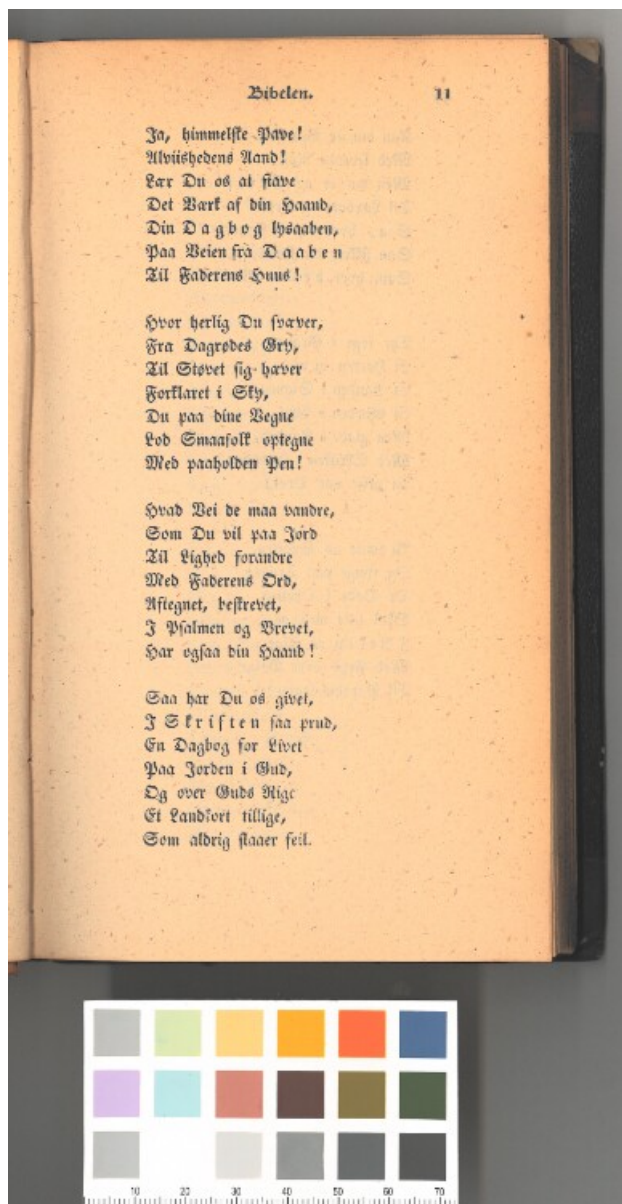 Bibelen. 11
Ja, himmelske Pave!
Alviishedens Aand!
Lær Du os at stave
Det Værk af din Haand,
Din Dagbog lysaaben,
Paa Veien fra Daaben
Til Faderens Huus!
Hvor herlig Du svæver,
Fra Dagrødes Gry,
Til Støvet sig hæver
Forklaret i Sky,
Du paa dine Vegne
Lod Smaafolk optegne
Med paaholden Pen!
Hvad Vei de maa vandre,
Som Du vil paa Jord
Til Lighed forandre
Med Faderens Ord,
Aftegnet, beskrevet,
I Psalmen og Brevet,
Har ogsaa din Haand!
Saa har Du os givet,
I Skriften saa prud,
En Dagbog for Livet
Paa Jorden i Gud,
Og over Guds Rige
Et Landkort tillige,
Som aldrig staaer feil.
10 20 30 40 50 60 70